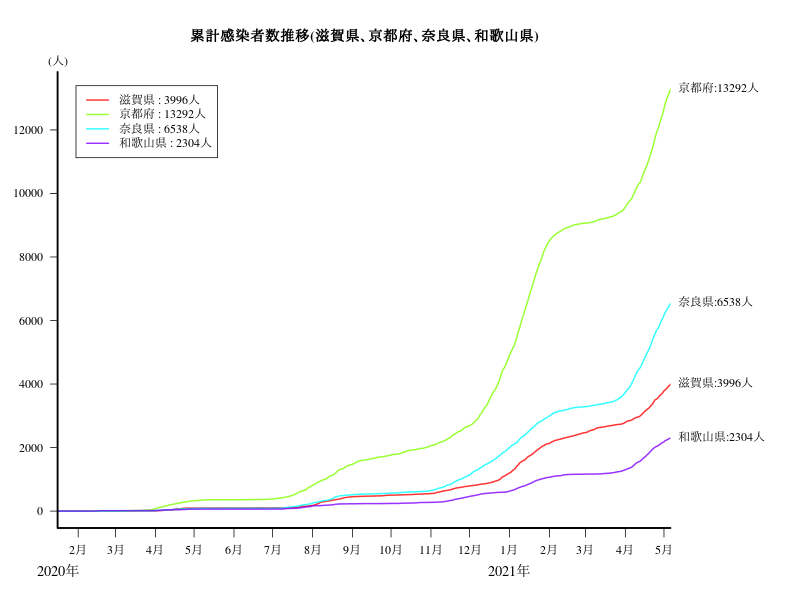 累計感染者数推移(滋賀県、京都府、奈良県、和歌山県)
(人)
滋賀県 : 3996人
京都府 : 13292人
奈良県 : 6538人
和歌山県 : 2304人
京都府:13292人
奈良県:6538人
滋賀県:3996人
和歌山県:2304人
12000
10000
8000
6000
4000
2000
0
2月 3月 4月 5月 6月 7月 8月 9月 10月 11月 12月 1月 2月 3月 4月 5月
2020年 2021年